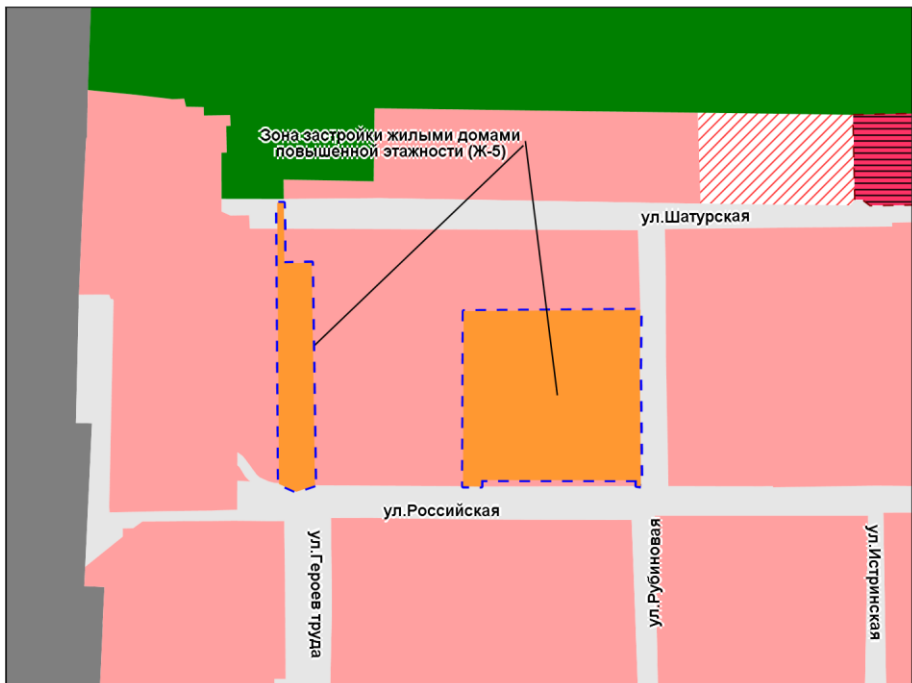 Зона застройки жилыми домами
повышенной этажности (Ж-5)
ул.Шатурская
ул.Российская
ул.Героев труда
ул.Рубиновая
ул.Истринская